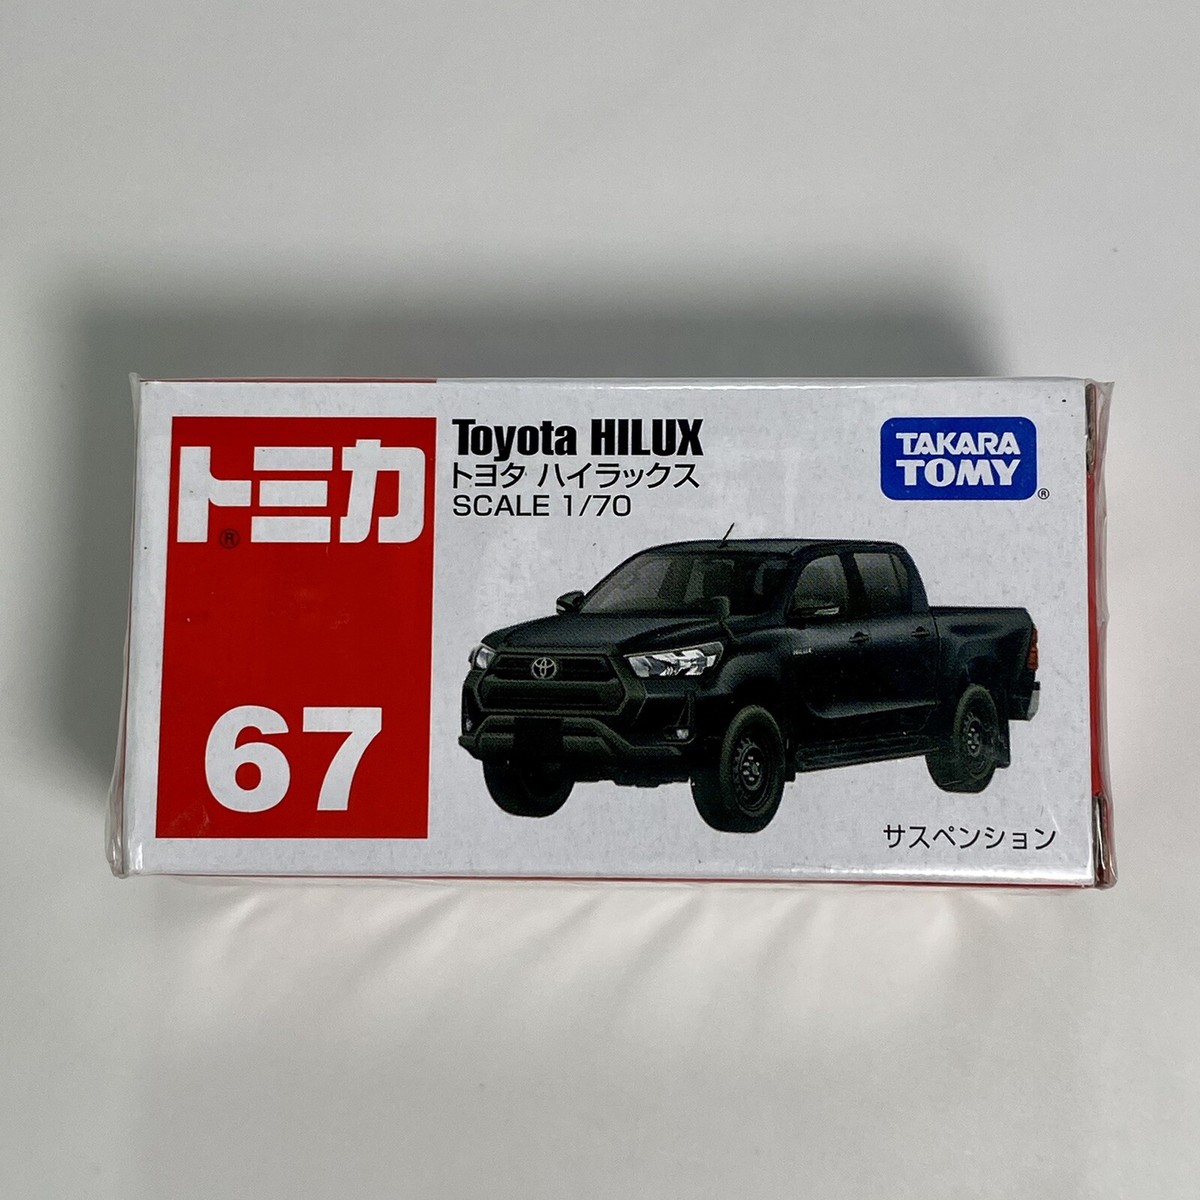 トミカ
®
67
Toyota HILUX
トヨタ ハイラックス
SCALE 1/70
TAKARA
TOMY
®
HILUX
サスペンション